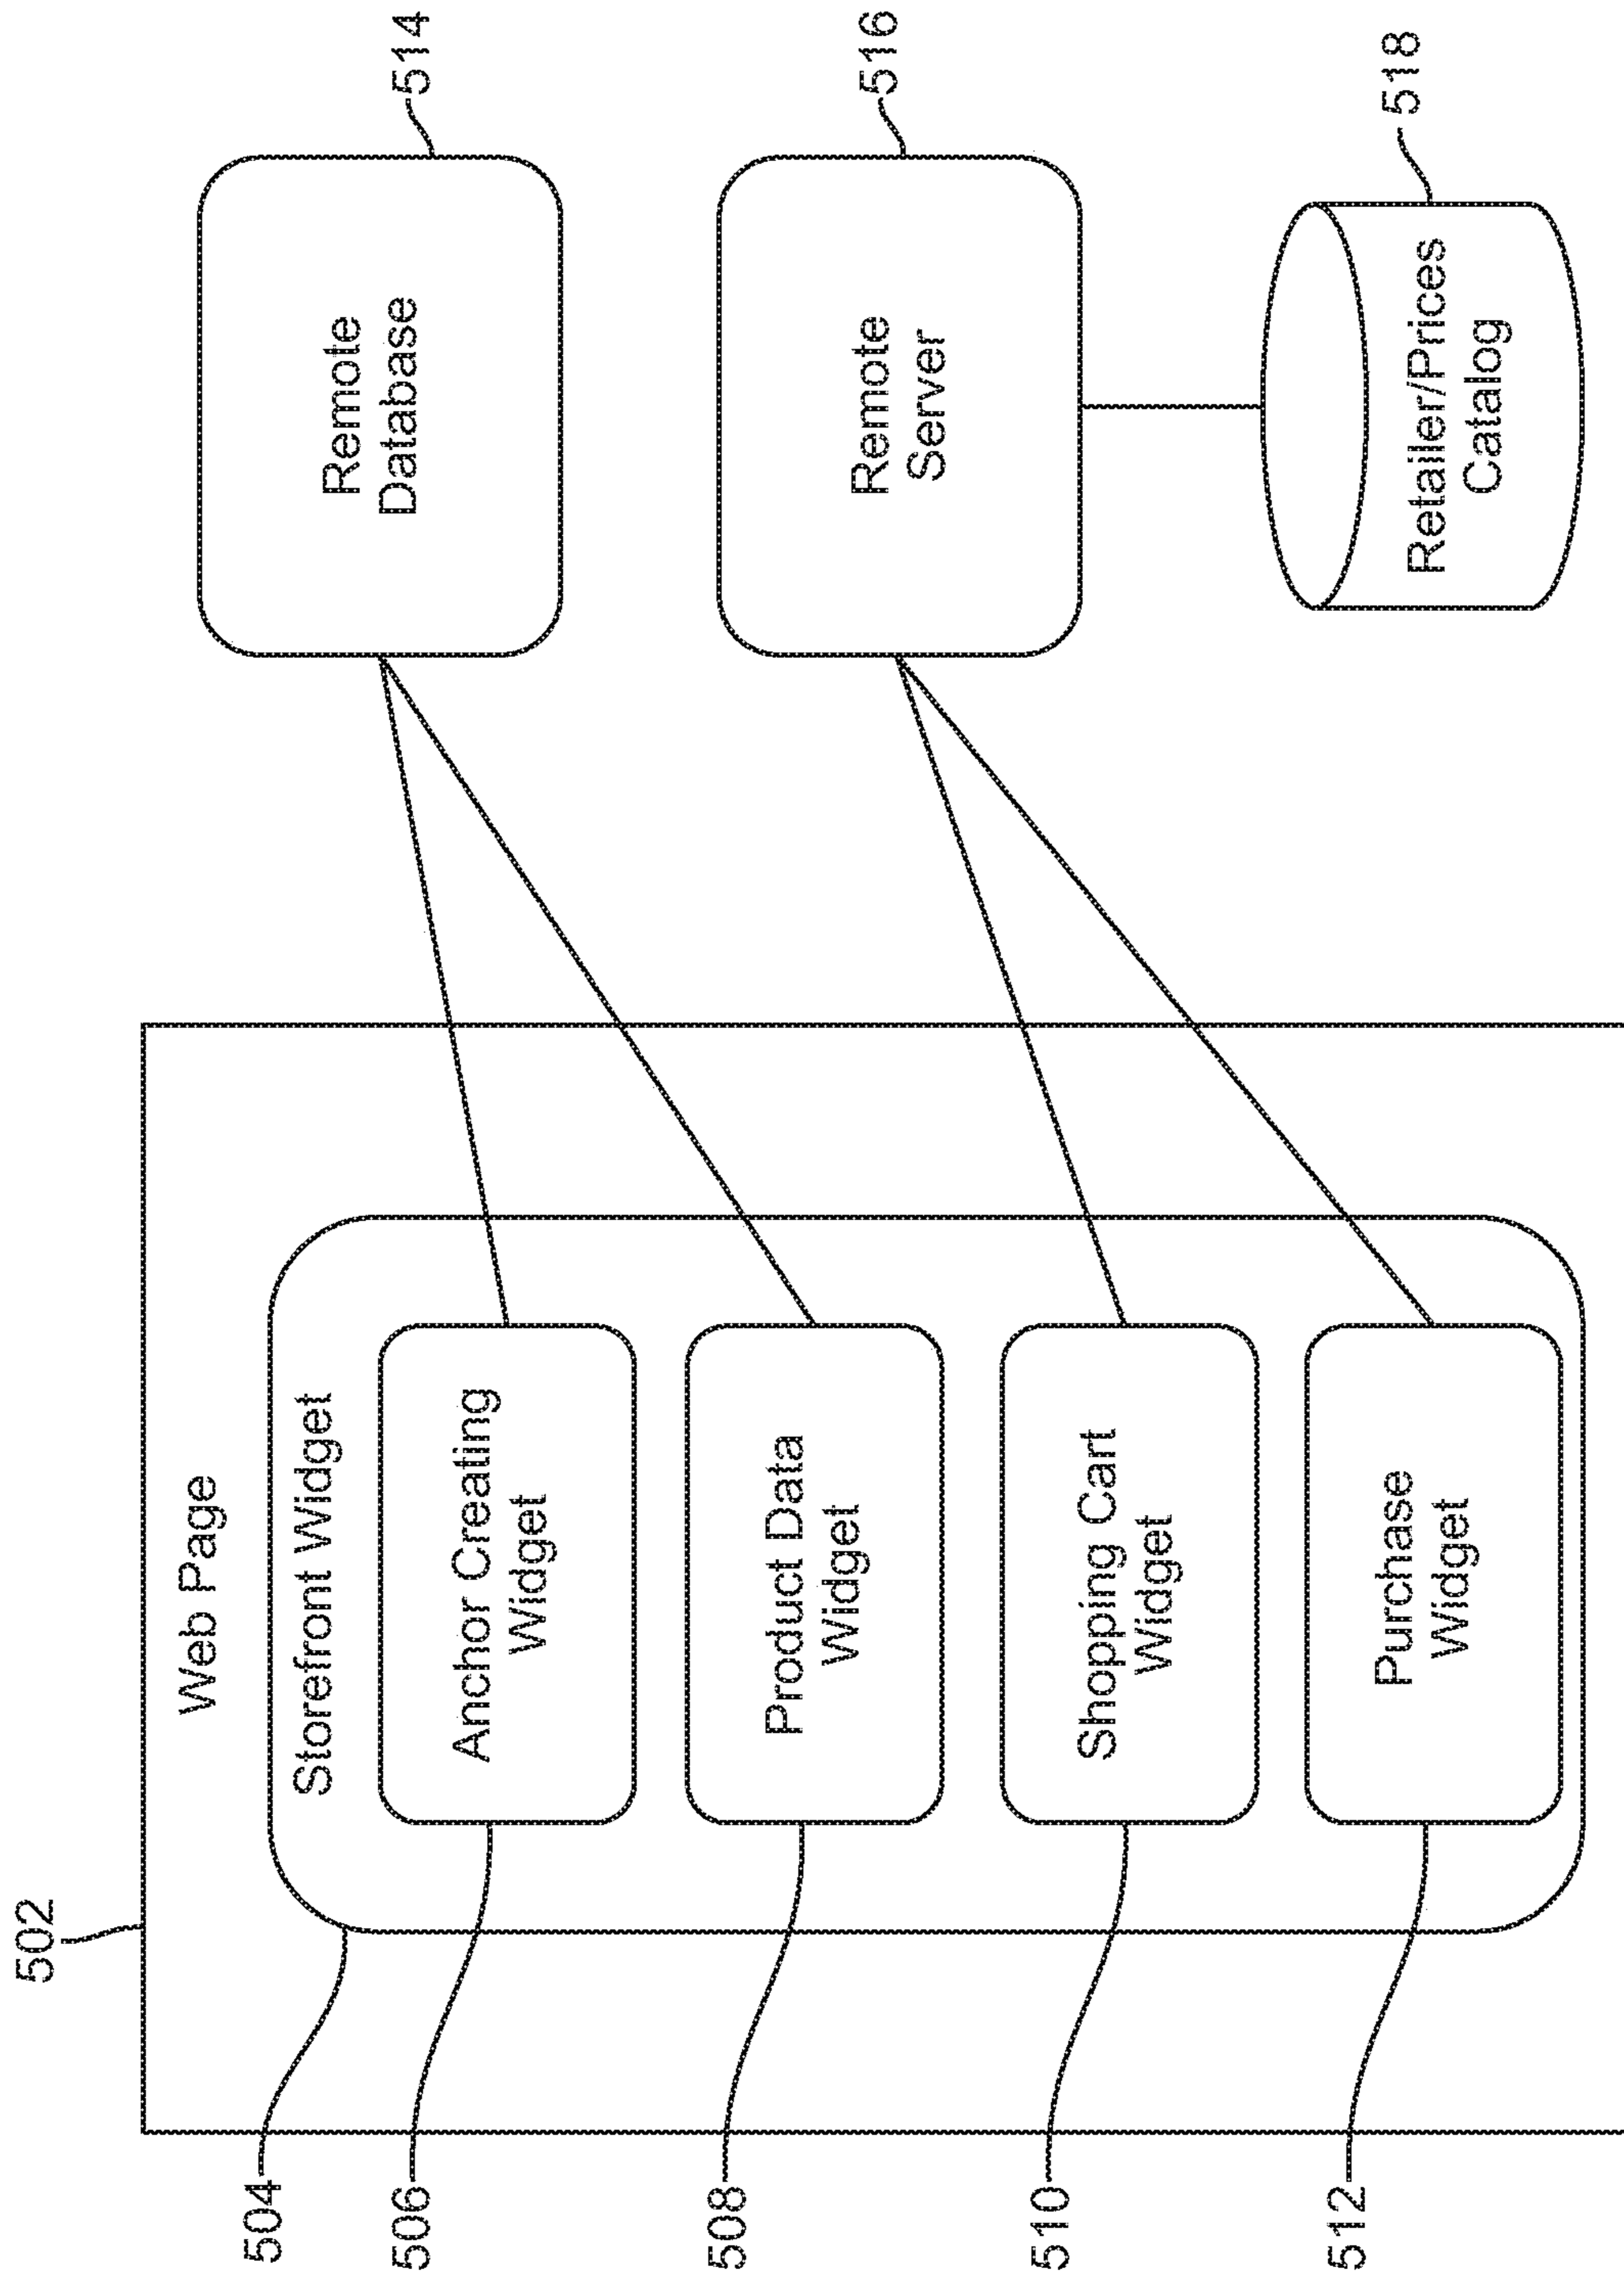 502
Web Page
504
Storefront Widget
506
Anchor Creating
Widget
508
Product Data
Widget
510
Shopping Cart
Widget
512
Purchase
Widget
Remote
Database
514
Remote
Server
516
Retailer/Prices
Catalog
518